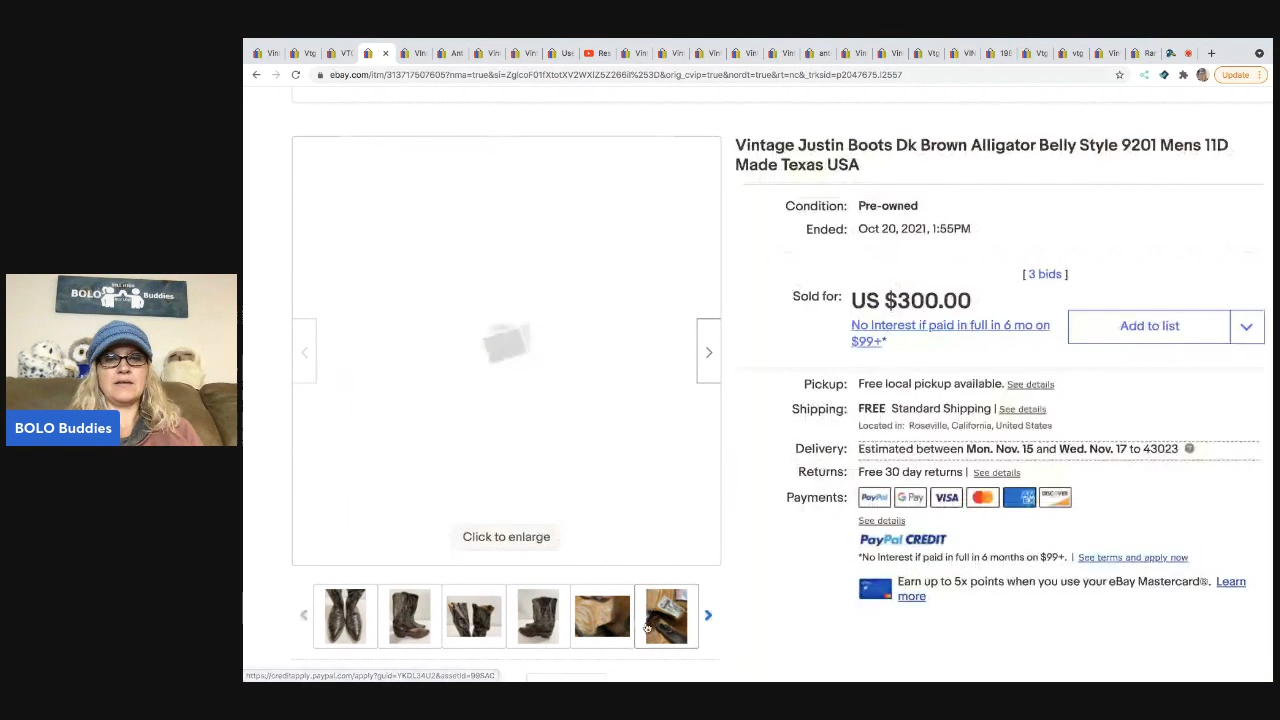 ebay.com/itm/313717507605?nma=true&si=ZglcoF01fXtotXV2WXlZ5Z266iI%253D&orig_cvip=true&nordt=true&rt=nc&_trksid=p2047675.l2557
Update
Vintage Justin Boots Dk Brown Alligator Belly Style 9201 Mens 11D
Made Texas USA
Condition: Pre-owned
Ended: Oct 20, 2021, 1:55PM
[ 3 bids ]
Sold for: US $300.00
No Interest if paid in full in 6 mo on
$99+*
Add to list
Pickup: Free local pickup available. See details
Shipping: FREE Standard Shipping | See details
Located in: Roseville, California, United States
Delivery: Estimated between Mon. Nov. 15 and Wed. Nov. 17 to 43023
Returns: Free 30 day returns | See details
Payments: PayPal G Pay VISA DISCOVER
See details
PayPal CREDIT
*No Interest if paid in full in 6 months on $99+. | See terms and apply now
Earn up to 5x points when you use your eBay Mastercard®. Learn
more
Click to enlarge
BOLO Buddies
BOLO Buddies